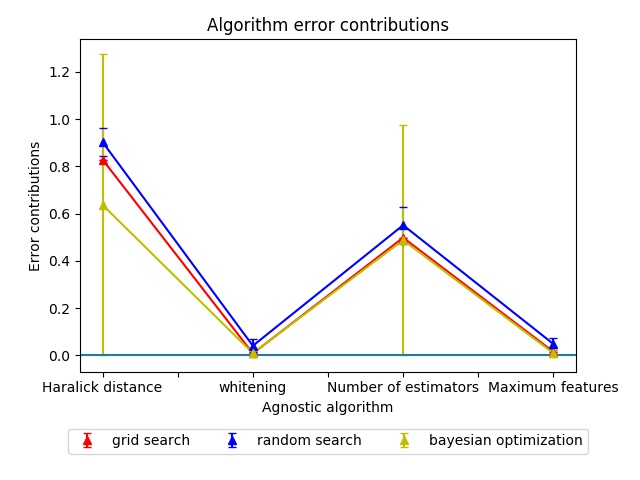 Algorithm error contributions
1.2
1.0
0.8
0.6
0.4
0.2
0.0
Error contributions
Haralick distance whitening Number of estimators Maximum features
Agnostic algorithm
grid search random search bayesian optimization